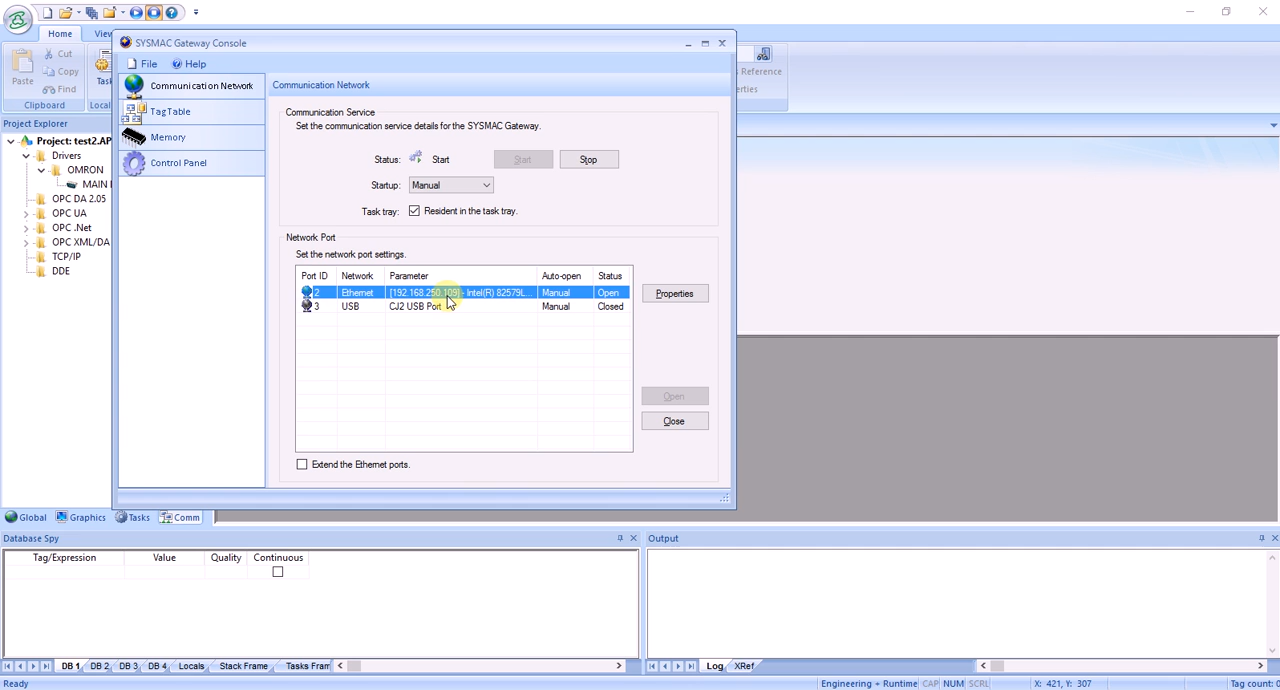 Home View
Paste
Cut
Copy
Find
Clipboard
Task
Local
Reference
Project Explorer
Project: test2.AP
Drivers
OMRON
MAIN
OPC DA 2.05
OPC UA
OPC .Net
OPC XML/DA
TCP/IP
DDE
SYSMAC Gateway Console
File Help
Communication Network
TagTable
Memory
Control Panel
Communication Network
Communication Service
Set the communication service details for the SYSMAC Gateway.
Status: Start Start Stop
Startup: Manual
Task tray: Resident in the task tray.
Network Port
Set the network port settings.
Port ID Network Parameter Auto-open Status
2 Ethernet [192.168.250.109] - Intel(R) 82579L... Manual Open
3 USB CJ2 USB Port Manual Closed
Properties
Open
Close
Extend the Ethernet ports.
Global Graphics Tasks Comm
Database Spy
Tag/Expression Value Quality Continuous
DB 1 DB 2 DB 3 DB 4 Locals Stack Frame Tasks Fram
Output
Log XRef
Ready
Engineering + Runtime CAP NUM SCRL X: 421, Y: 307 Tag count: 0